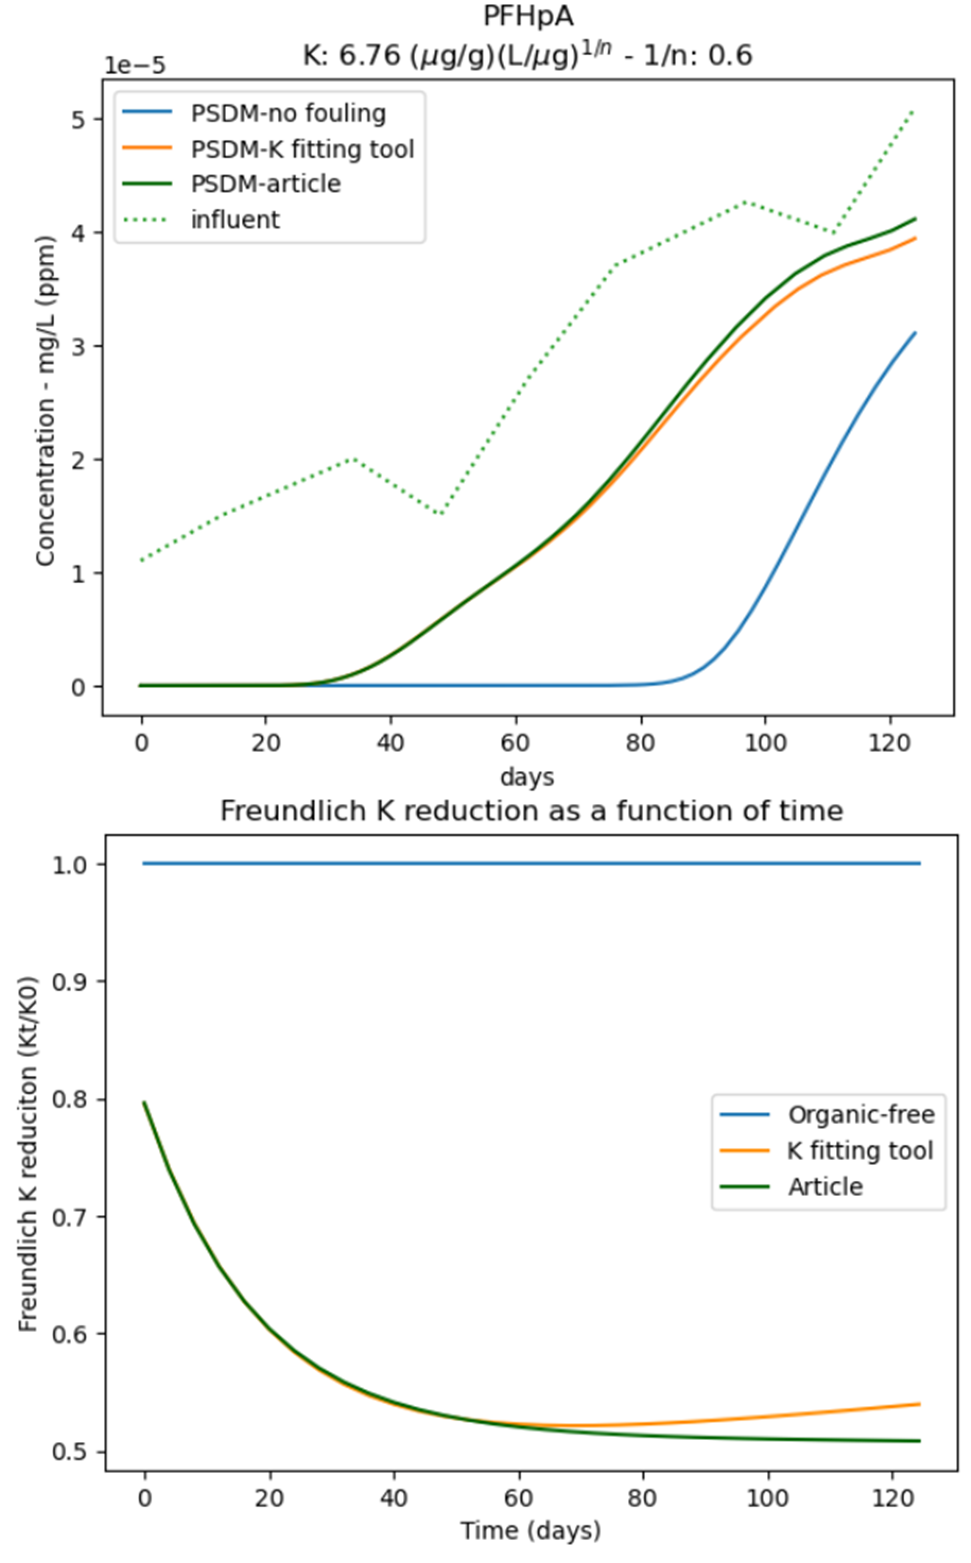 PFHpA
K: 6.76 (μg/g)(L/μg)^{1/n} - 1/n: 0.6
1e−5
PSDM-no fouling
PSDM-K fitting tool
PSDM-article
influent
5
4
3
2
1
0
Concentration - mg/L (ppm)
0 20 40 60 80 100 120
days
Freundlich K reduction as a function of time
1.0
0.9
0.8
0.7
0.6
0.5
Freundlich K reduciton (Kt/K0)
Organic-free
K fitting tool
Article
0 20 40 60 80 100 120
Time (days)